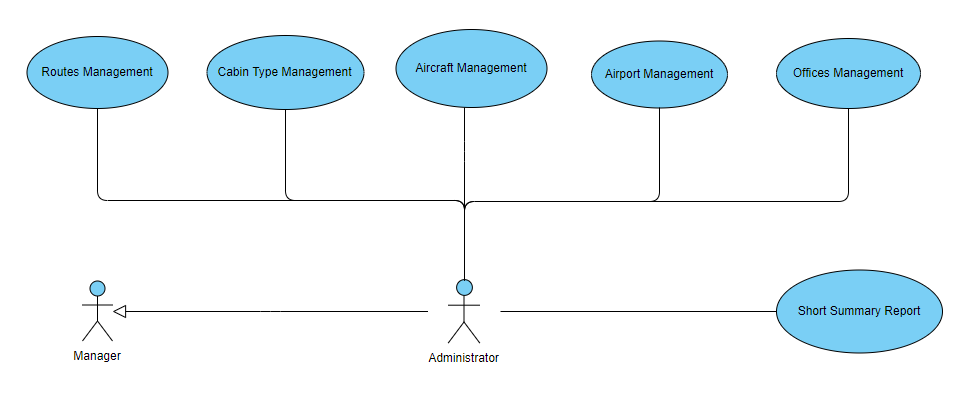 Routes Management
Cabin Type Management
Aircraft Management
Airport Management
Offices Management
Manager
Administrator
Short Summary Report